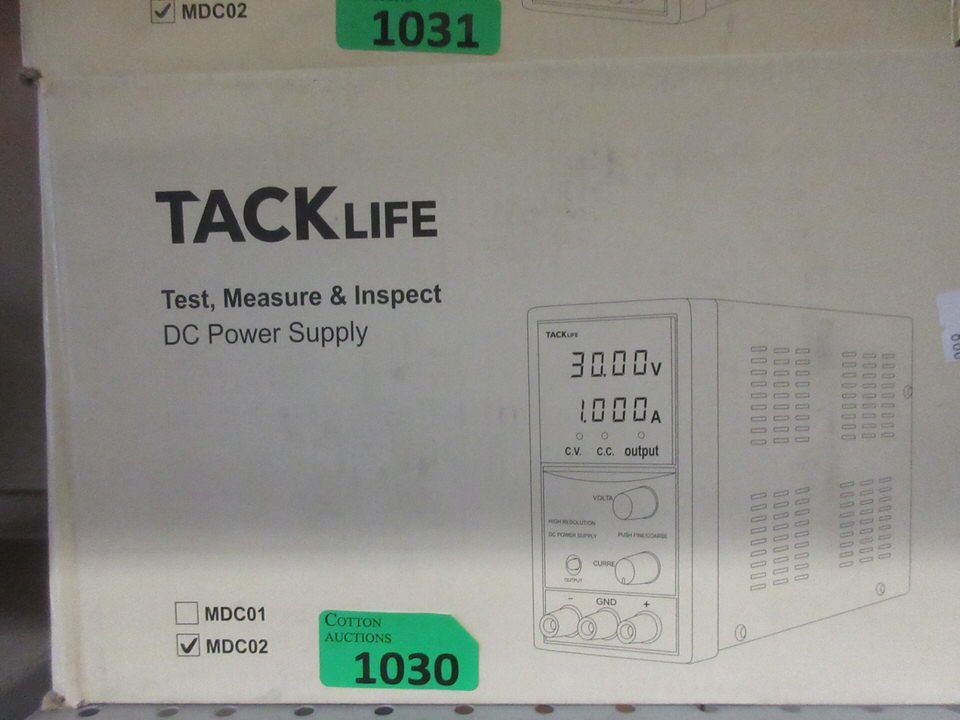 MDC02
1031
TACKLIFE
Test, Measure & Inspect
DC Power Supply
TACKLIFE
30.00V
1.000A
C.V. C.C. output
VOLTA
HIGH RESOLUTION
DC POWER SUPPLY PUSH FINE/COARSE
CURRE
OUTPUT
- GND +
MDC01
MDC02
COTTON
AUCTIONS
1030